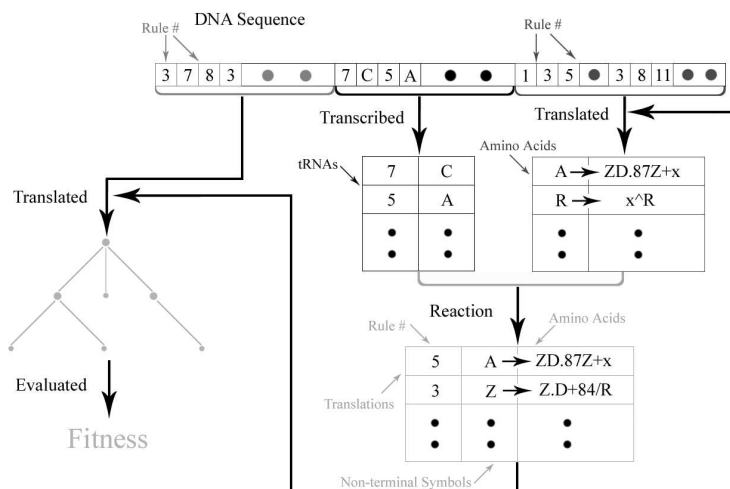 DNA Sequence
Rule #
Rule #
3 7 8 3
7 C 5 A
1 3 5 3 8 11
Transcribed
Translated
tRNAs
Amino Acids
7 C
5 A
A ZD.87Z+x
R x^R
Translated
Reaction
Rule #
Amino Acids
5 A ZD.87Z+x
3 Z Z.D+84/R
Translations
Non-terminal Symbols
Evaluated
Fitness